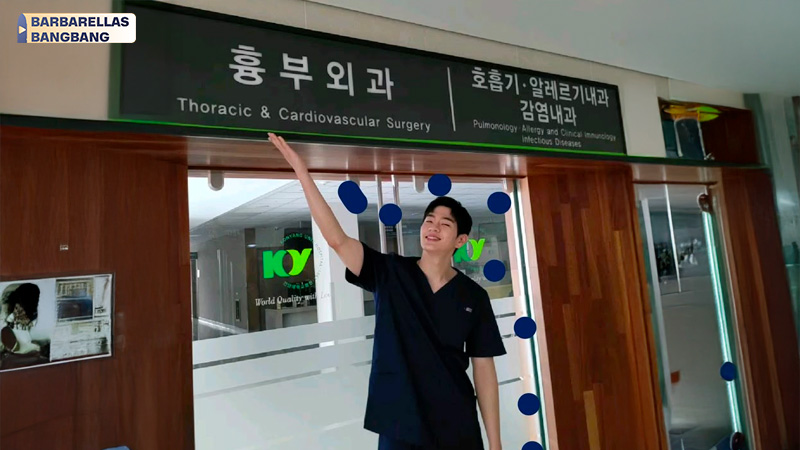 BARBARELLAS
BANGBANG
흉부외과
Thoracic & Cardiovascular Surgery
호흡기·알레르기내과
감염내과
Pulmonology·Allergy and Clinical Immunology
Infectious Diseases
KY
World Quality with
KY